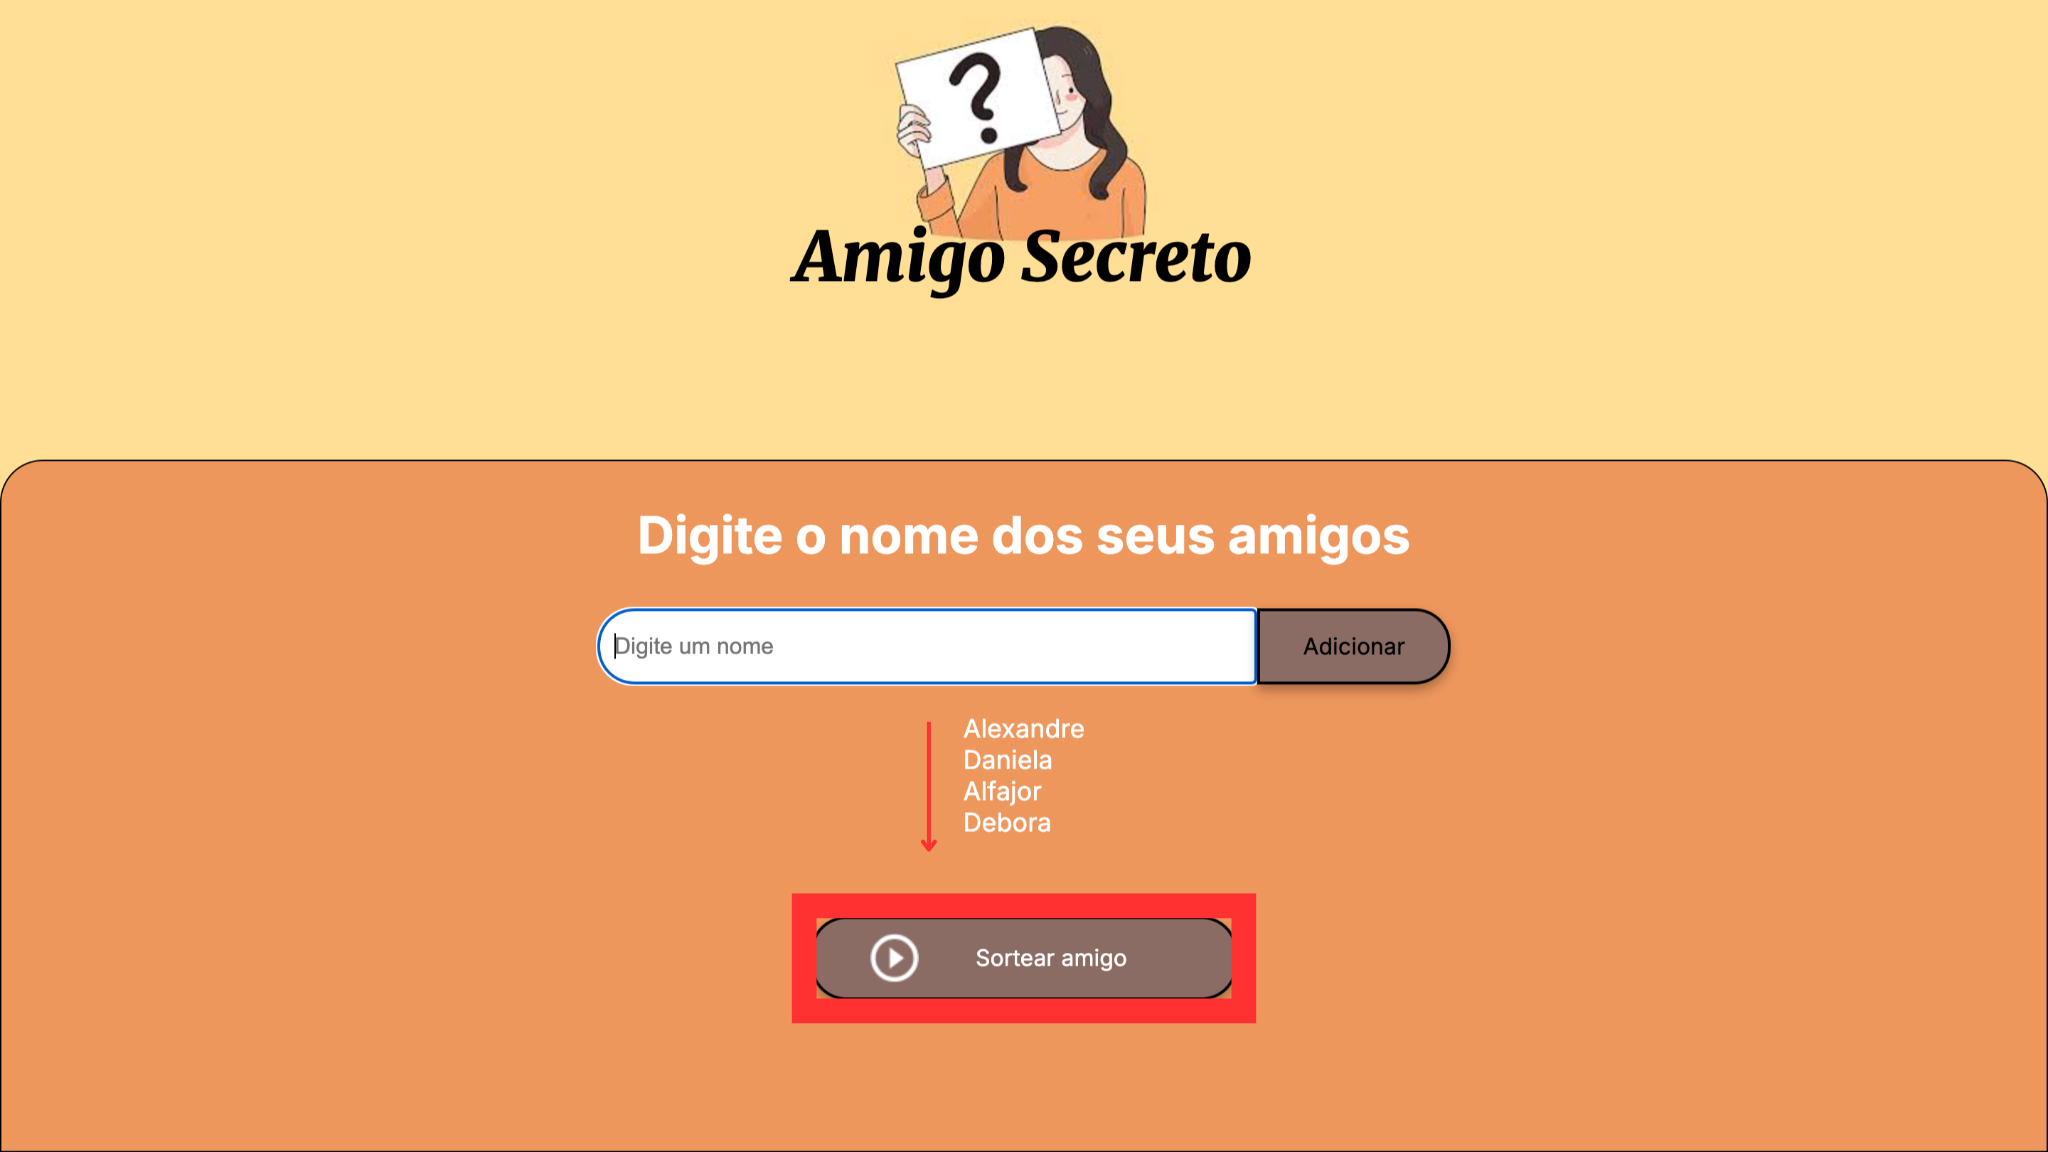 ?
Amigo Secreto
Digite o nome dos seus amigos
Digite um nome
Adicionar
Alexandre
Daniela
Alfajor
Debora
Sortear amigo